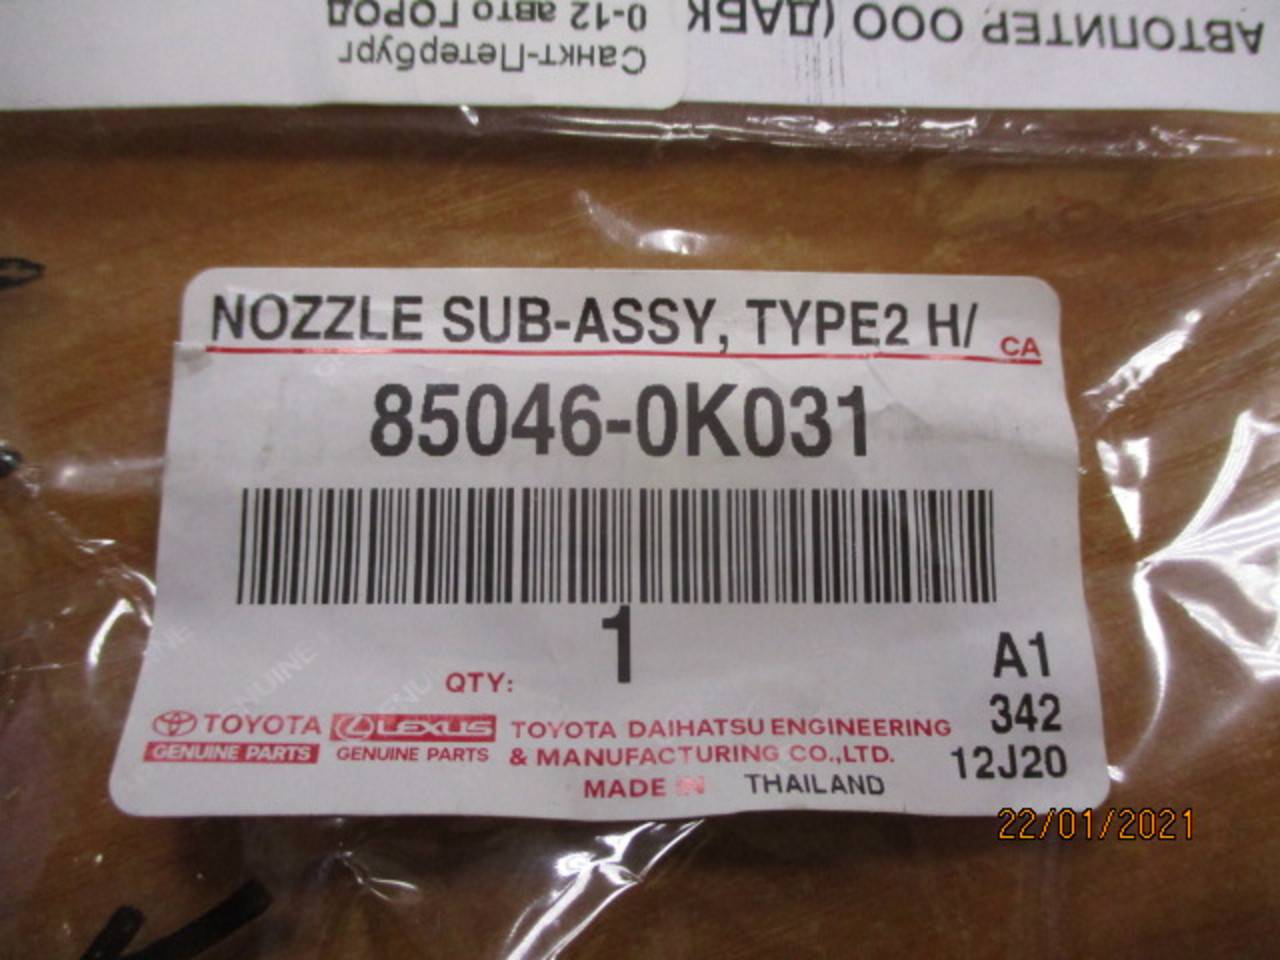 АВТОПИТЕР ООО (ДАБК
Санкт-Петербург
0-12 авто ГОРОД
NOZZLE SUB-ASSY, TYPE2 H/ CA
85046-0K031
1
QTY:
A1
342
12J20
TOYOTA
GENUINE PARTS
LEXUS
GENUINE PARTS
TOYOTA DAIHATSU ENGINEERING
& MANUFACTURING CO.,LTD.
MADE IN THAILAND
22/01/2021